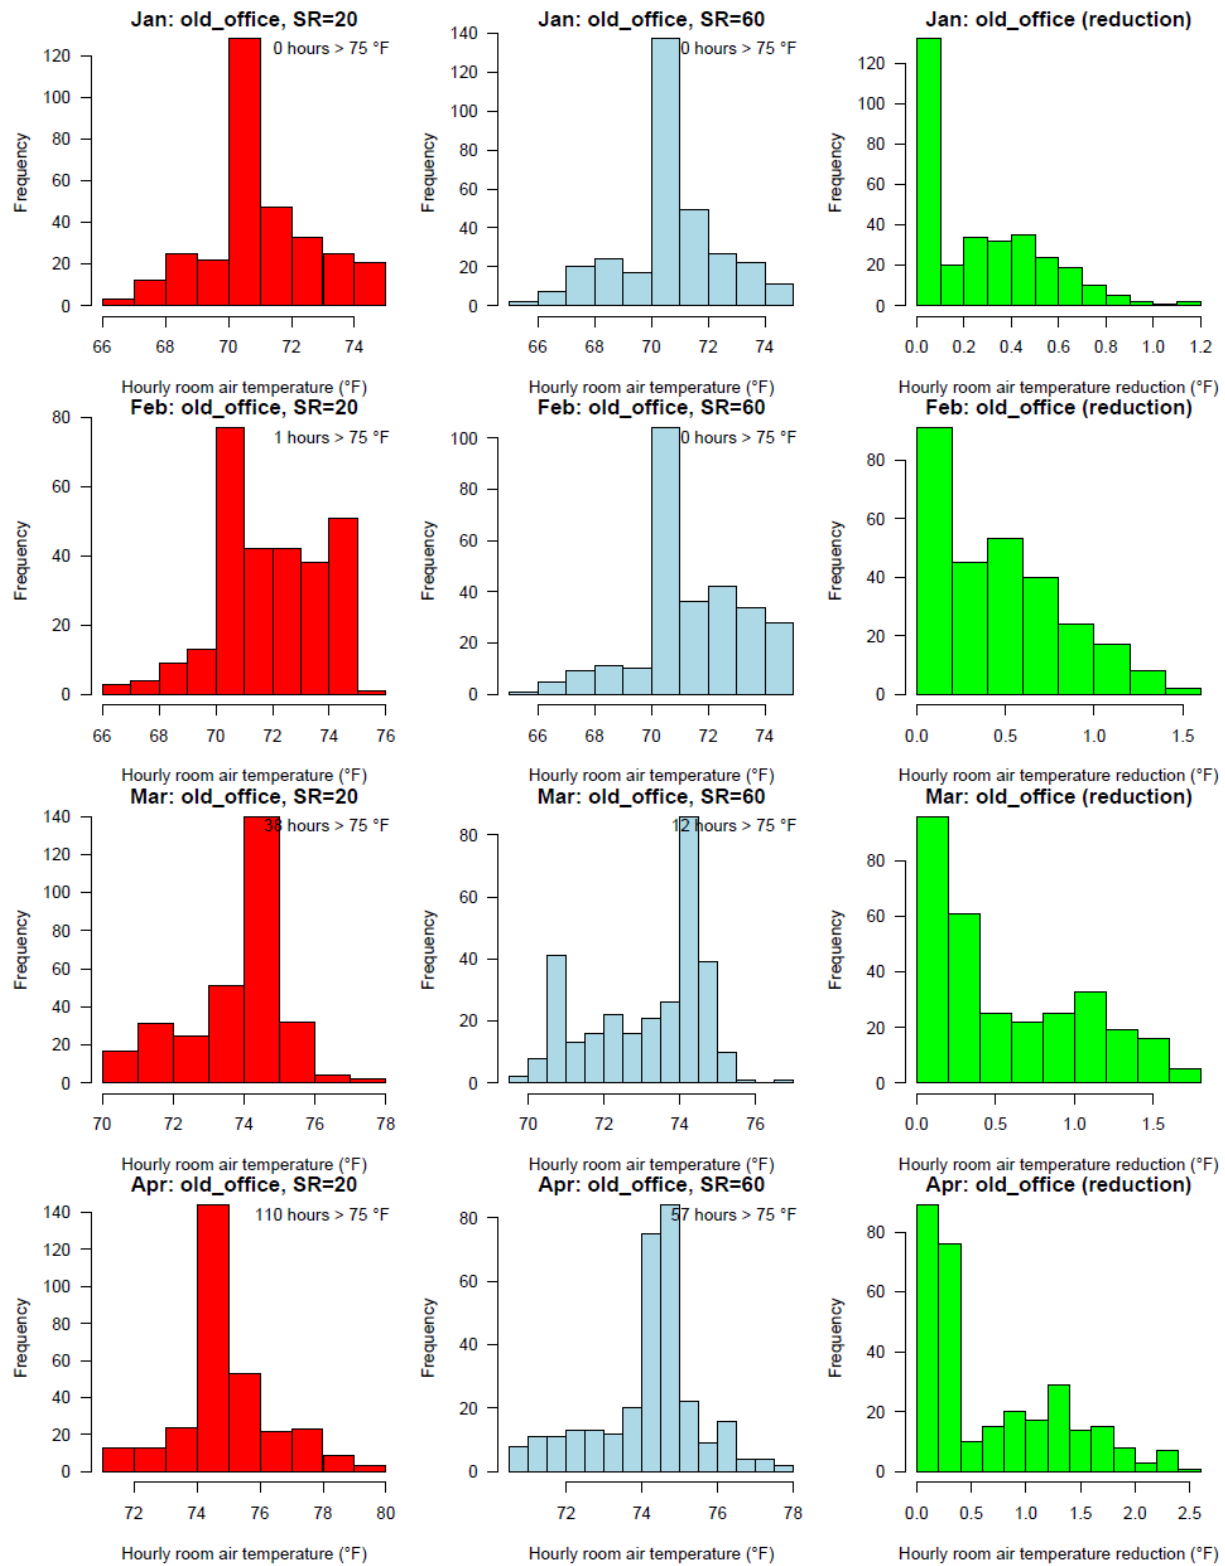 Jan: old_office, SR=20
0 hours > 75 °F
Frequency
0 20 40 60 80 100 120
66 68 70 72 74
Hourly room air temperature (°F)
Jan: old_office, SR=60
0 hours > 75 °F
Frequency
0 20 40 60 80 100 120 140
66 68 70 72 74
Hourly room air temperature (°F)
Jan: old_office (reduction)
Frequency
0 20 40 60 80 100 120
0.0 0.2 0.4 0.6 0.8 1.0 1.2
Hourly room air temperature reduction (°F)
Feb: old_office, SR=20
1 hours > 75 °F
Frequency
0 20 40 60 80
66 68 70 72 74 76
Hourly room air temperature (°F)
Feb: old_office, SR=60
0 hours > 75 °F
Frequency
0 20 40 60 80 100
66 68 70 72 74
Hourly room air temperature (°F)
Feb: old_office (reduction)
Frequency
0 20 40 60 80
0.0 0.5 1.0 1.5
Hourly room air temperature reduction (°F)
Mar: old_office, SR=20
38 hours > 75 °F
Frequency
0 20 40 60 80 100 120 140
70 72 74 76 78
Hourly room air temperature (°F)
Mar: old_office, SR=60
12 hours > 75 °F
Frequency
0 20 40 60 80
70 72 74 76
Hourly room air temperature (°F)
Mar: old_office (reduction)
Frequency
0 20 40 60 80
0.0 0.5 1.0 1.5
Hourly room air temperature reduction (°F)
Apr: old_office, SR=20
110 hours > 75 °F
Frequency
0 20 40 60 80 100 120 140
72 74 76 78 80
Hourly room air temperature (°F)
Apr: old_office, SR=60
57 hours > 75 °F
Frequency
0 20 40 60 80
72 74 76 78
Hourly room air temperature (°F)
Apr: old_office (reduction)
Frequency
0 20 40 60 80
0.0 0.5 1.0 1.5 2.0 2.5
Hourly room air temperature reduction (°F)